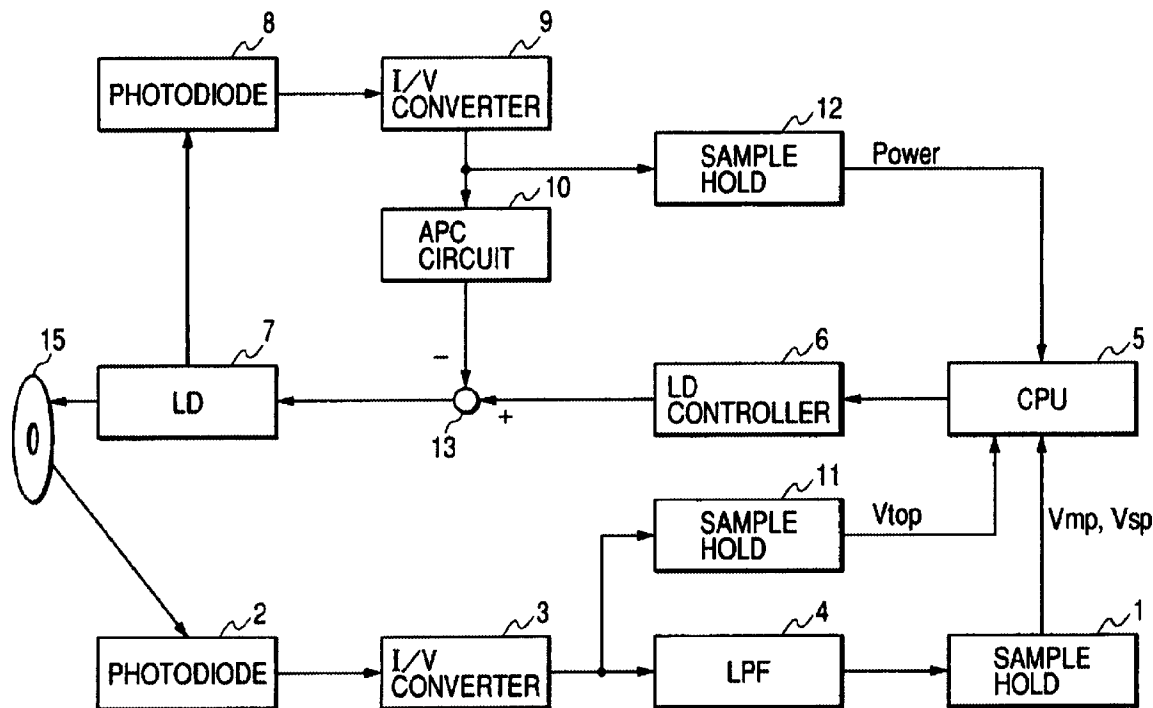 8
PHOTODIODE
9
I/V
CONVERTER
12
SAMPLE
HOLD
Power
10
APC
CIRCUIT
−
15
7
LD
13
+
6
LD
CONTROLLER
5
CPU
11
SAMPLE
HOLD
Vtop
Vmp, Vsp
2
PHOTODIODE
3
I/V
CONVERTER
4
LPF
1
SAMPLE
HOLD